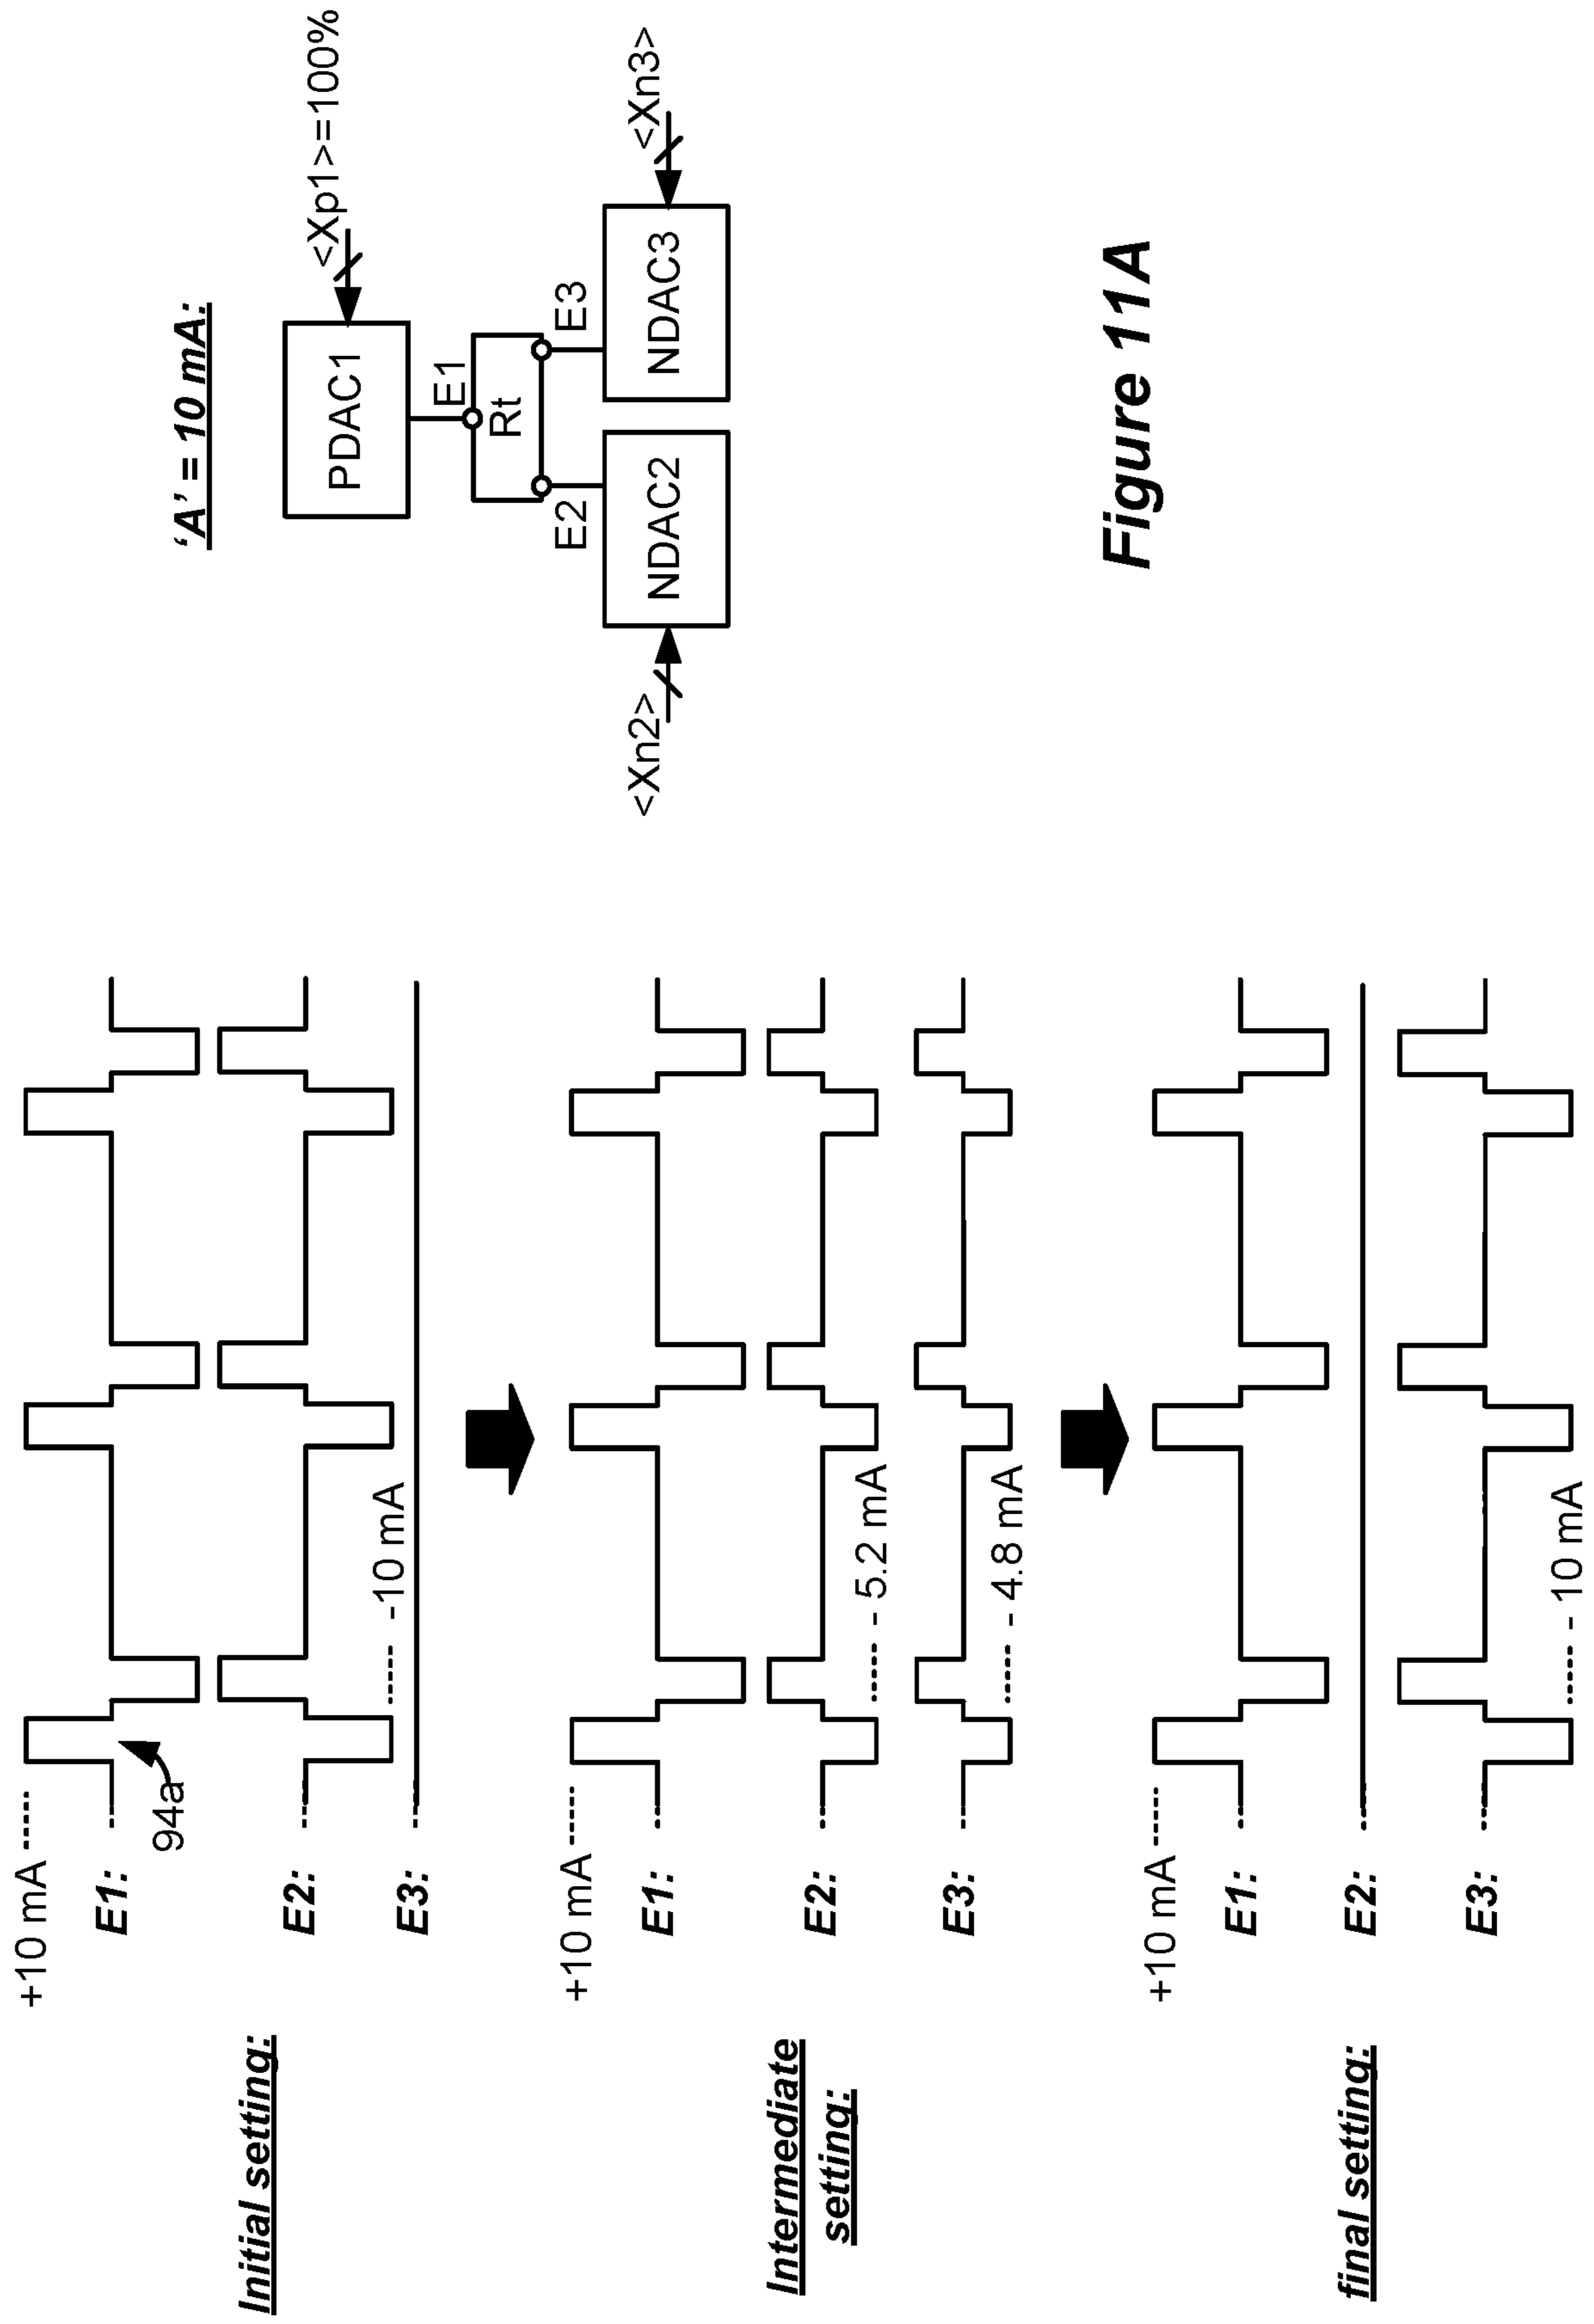 Initial setting:
+10 mA
E1:
94a
E2:
-10 mA
E3:
Intermediate
setting:
+10 mA
E1:
E2:
- 5.2 mA
E3:
- 4.8 mA
final setting:
+10 mA
E1:
E2:
E3:
- 10 mA
‘A’ = 10 mA:
PDAC1
<Xp1>=100%
E1
Rt
E2
E3
NDAC2
NDAC3
<Xn2>
<Xn3>
Figure 11A